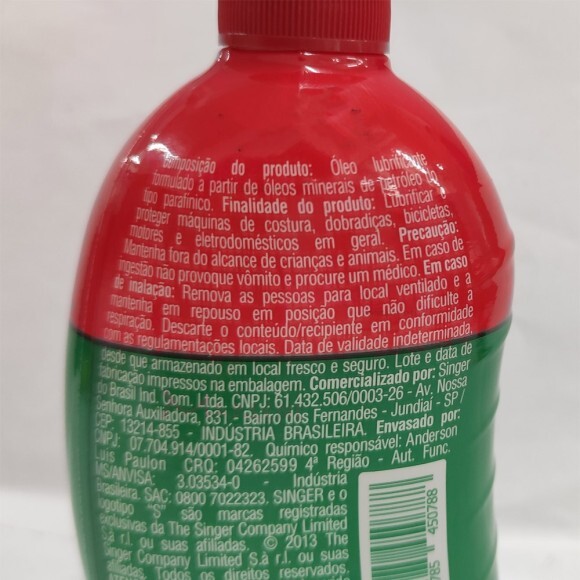 Composição do produto: Óleo lubrificante
formulado à partir de óleos minerais de petróleo do
tipo parafínico. Finalidade do produto: Lubrificar e
proteger máquinas de costura, dobradiças, bicicletas,
motores e eletrodomésticos em geral. Precaução:
Mantenha fora do alcance de crianças e animais. Em caso de
ingestão não provoque vômito e procure um médico. Em caso
de inalação: Remova as pessoas para local ventilado e a
mantenha em repouso em posição que não dificulte a
respiração. Descarte o conteúdo/recipiente em conformidade
com as regulamentações locais. Data de validade indeterminada,
desde que armazenado em local fresco e seguro. Lote e data de
fabricação impressos na embalagem. Comercializado por: Singer
do Brasil Ind. Com. Ltda. CNPJ: 61.432.506/0003-26 - Av. Nossa
Senhora Auxiliadora, 831 - Bairro dos Fernandes - Jundiaí - SP /
CEP: 13214-855 - INDÚSTRIA BRASILEIRA. Envasado por:
CNPJ: 07.704.914/0001-82. Químico responsável: Anderson
Luis Paulon CRQ: 04262599 4ª Região - Aut. Func.
MS/ANVISA: 3.03534-0 - Indústria
Brasileira. SAC: 0800 7022323. SINGER e o
logotipo "S" são marcas registradas
exclusivas da The Singer Company Limited
S.à r.l. ou suas afiliadas. © 2013 The
Singer Company Limited S.à r.l. ou suas
afiliadas. Todos os direitos reservados.
450788